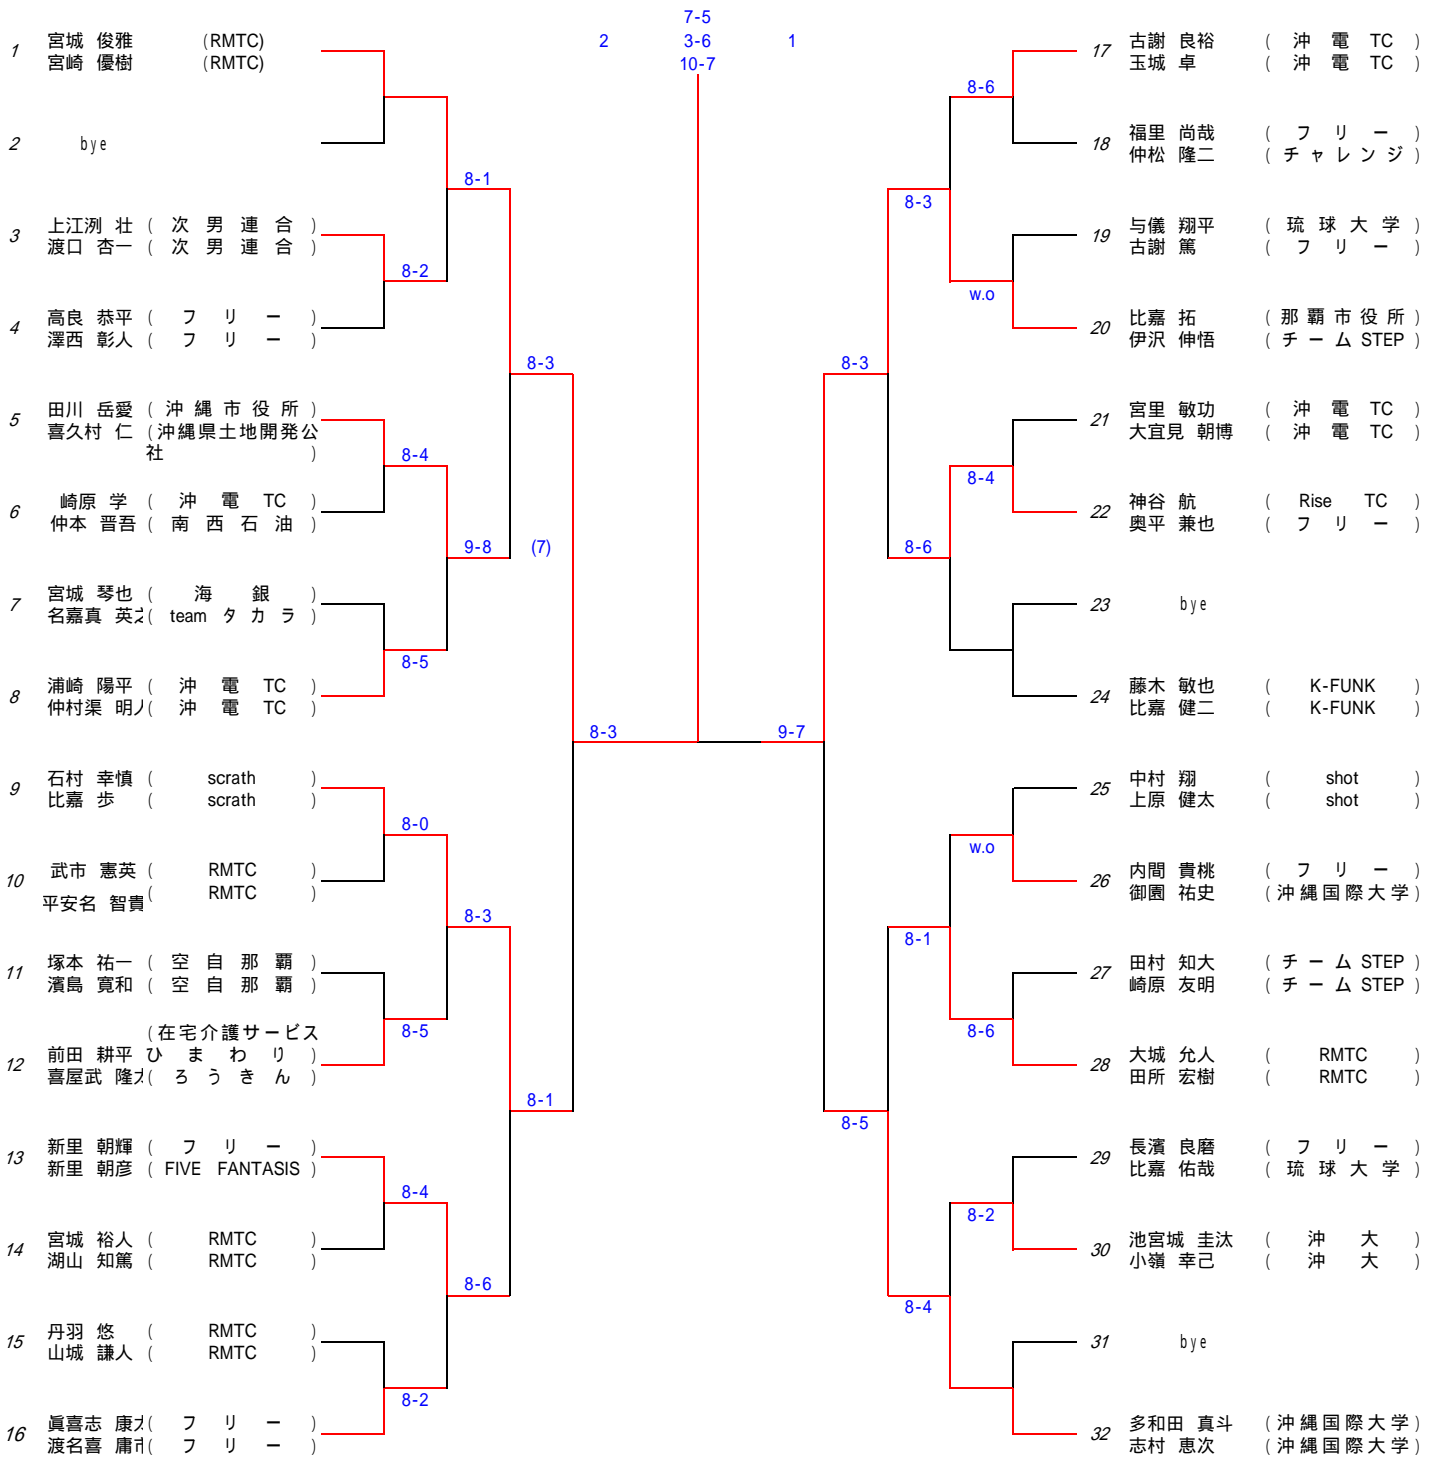 7-5
2 3-6 1
10-7
1 宮城 俊雅 (RMTC)
宮崎 優樹 (RMTC)
2 bye
8-1
3 上江洌 壮 ( 次 男 連 合 )
渡口 杏一 ( 次 男 連 合 )
8-2
4 高良 恭平 ( フ リ ー )
澤西 彰人 ( フ リ ー )
8-3
5 田川 岳愛 ( 沖 縄 市 役 所 )
喜久村 仁 (沖縄県土地開発公
社 )
8-4
6 崎原 学 ( 沖 電 TC )
仲本 晋吾 ( 南 西 石 油 )
9-8 (7)
7 宮城 琴也 ( 海 銀 )
名嘉真 英 ( team タ カ ラ )
8-5
8 浦崎 陽平 ( 沖 電 TC )
仲村渠 明 ( 沖 電 TC )
8-3
9 石村 幸慎 ( scrath )
比嘉 歩 ( scrath )
8-0
10 武市 憲英 ( RMTC )
平安名 智貴 ( RMTC )
8-3
11 塚本 祐一 ( 空 自 那 覇 )
濱島 寛和 ( 空 自 那 覇 )
8-5
(在宅介護サービス
12 前田 耕平 ひ ま わ り )
喜屋武 隆 ( ろ う き ん )
8-1
13 新里 朝輝 ( フ リ ー )
新里 朝彦 ( FIVE FANTASIS )
8-4
14 宮城 裕人 ( RMTC )
湖山 知篤 ( RMTC )
8-6
15 丹羽 悠 ( RMTC )
山城 謙人 ( RMTC )
8-2
16 眞喜志 康 ( フ リ ー )
渡名喜 庸 ( フ リ ー )
17 古謝 良裕 ( 沖 電 TC )
玉城 卓 ( 沖 電 TC )
8-6
18 福里 尚哉 ( フ リ ー )
仲松 隆二 ( チ ャ レ ン ジ )
8-3
19 与儀 翔平 ( 琉 球 大 学 )
古謝 篤 ( フ リ ー )
w.o
20 比嘉 拓 ( 那 覇 市 役 所 )
伊沢 伸悟 ( チ ー ム STEP )
8-3
21 宮里 敏功 ( 沖 電 TC )
大宜見 朝博 ( 沖 電 TC )
8-4
22 神谷 航 ( Rise TC )
奥平 兼也 ( フ リ ー )
8-6
23 bye
24 藤木 敏也 ( K-FUNK )
比嘉 健二 ( K-FUNK )
9-7
25 中村 翔 ( shot )
上原 健太 ( shot )
w.o
26 内間 貴桃 ( フ リ ー )
御園 祐史 (沖縄国際大学)
8-1
27 田村 知大 ( チ ー ム STEP )
崎原 友明 ( チ ー ム STEP )
8-6
28 大城 允人 ( RMTC )
田所 宏樹 ( RMTC )
8-5
29 長濱 良磨 ( フ リ ー )
比嘉 佑哉 ( 琉 球 大 学 )
8-2
30 池宮城 圭汰 ( 沖 大 )
小嶺 幸己 ( 沖 大 )
8-4
31 bye
32 多和田 真斗 (沖縄国際大学)
志村 恵次 (沖縄国際大学)